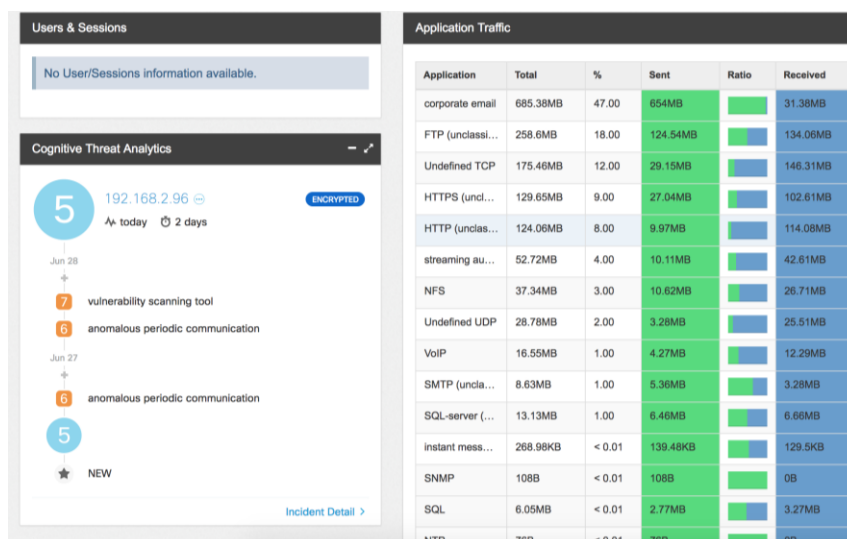 Users & Sessions
No User/Sessions information available.
Cognitive Threat Analytics
5
192.168.2.96
ENCRYPTED
today 2 days
Jun 28
7 vulnerability scanning tool
6 anomalous periodic communication
Jun 27
6 anomalous periodic communication
5
NEW
Incident Detail >
Application Traffic
Application Total % Sent Ratio Received
corporate email 685.38MB 47.00 654MB 31.38MB
FTP (unclassi... 258.6MB 18.00 124.54MB 134.06MB
Undefined TCP 175.46MB 12.00 29.15MB 146.31MB
HTTPS (uncl... 129.65MB 9.00 27.04MB 102.61MB
HTTP (unclas... 124.06MB 8.00 9.97MB 114.08MB
streaming au... 52.72MB 4.00 10.11MB 42.61MB
NFS 37.34MB 3.00 10.62MB 26.71MB
Undefined UDP 28.78MB 2.00 3.28MB 25.51MB
VoIP 16.55MB 1.00 4.27MB 12.29MB
SMTP (uncla... 8.63MB 1.00 5.36MB 3.28MB
SQL-server (... 13.13MB 1.00 6.46MB 6.66MB
instant mess... 268.98KB < 0.01 139.48KB 129.5KB
SNMP 108B < 0.01 108B 0B
SQL 6.05MB < 0.01 2.77MB 3.27MB